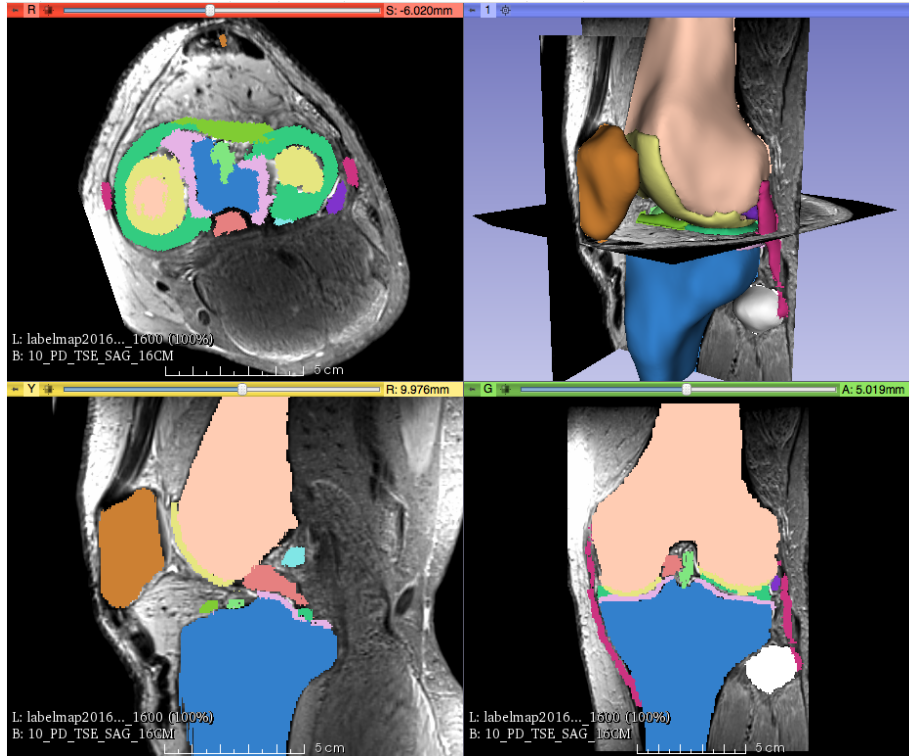 R S: -6.020mm
1
L: labelmap2016..._1600 (100%)
B: 10_PD_TSE_SAG_16CM
5 cm
Y R: 9.976mm
G A: 5.019mm
L: labelmap2016..._1600 (100%)
B: 10_PD_TSE_SAG_16CM
5 cm
L: labelmap2016..._1600 (100%)
B: 10_PD_TSE_SAG_16CM
5 cm